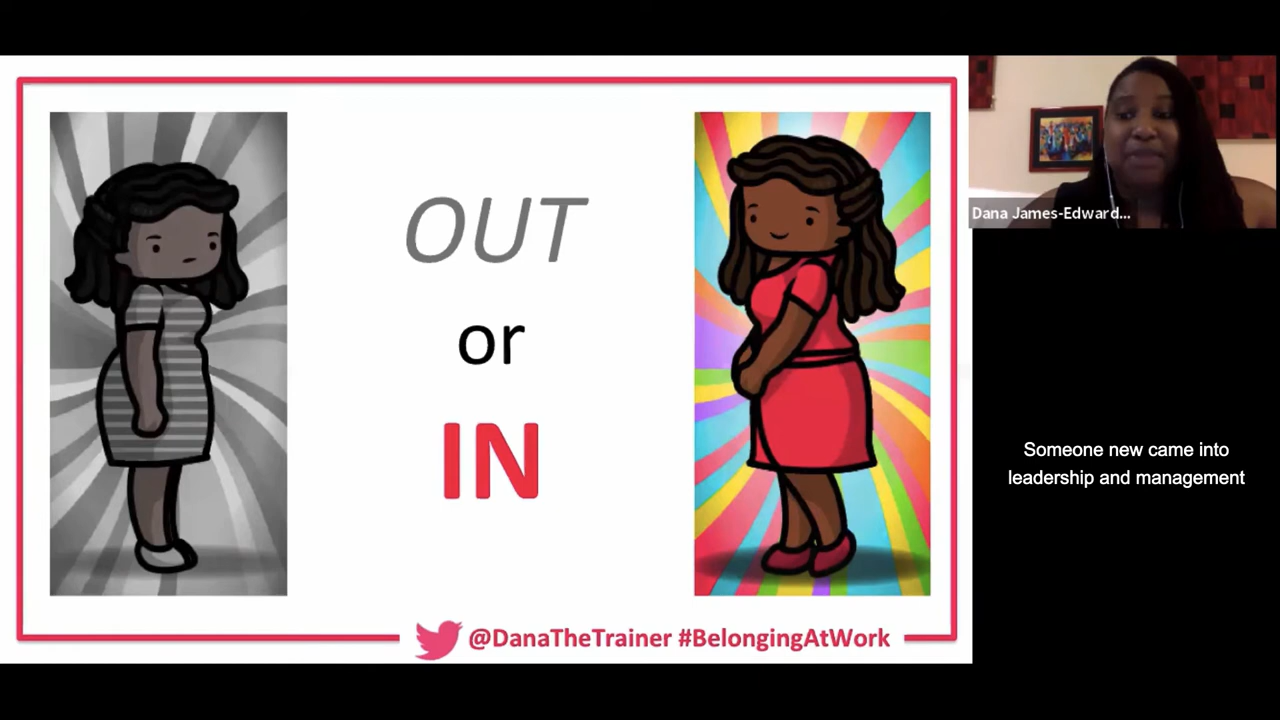 OUT
or
IN
@DanaTheTrainer #BelongingAtWork
Dana James-Edward...
Someone new came into
leadership and management